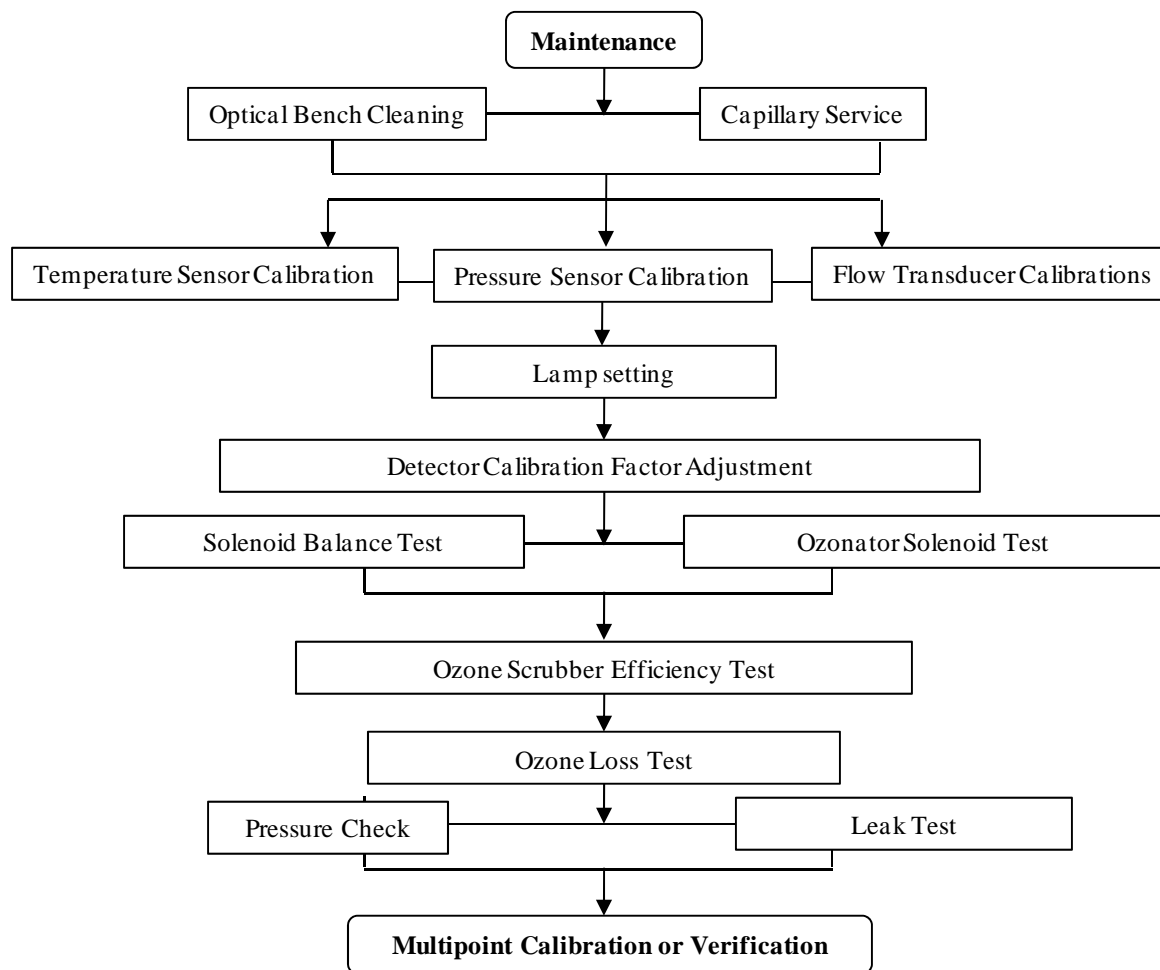 Maintenance
Optical Bench Cleaning
Capillary Service
Temperature Sensor Calibration
Pressure Sensor Calibration
Flow Transducer Calibrations
Lamp setting
Detector Calibration Factor Adjustment
Solenoid Balance Test
Ozonator Solenoid Test
Ozone Scrubber Efficiency Test
Ozone Loss Test
Pressure Check
Leak Test
Multipoint Calibration or Verification